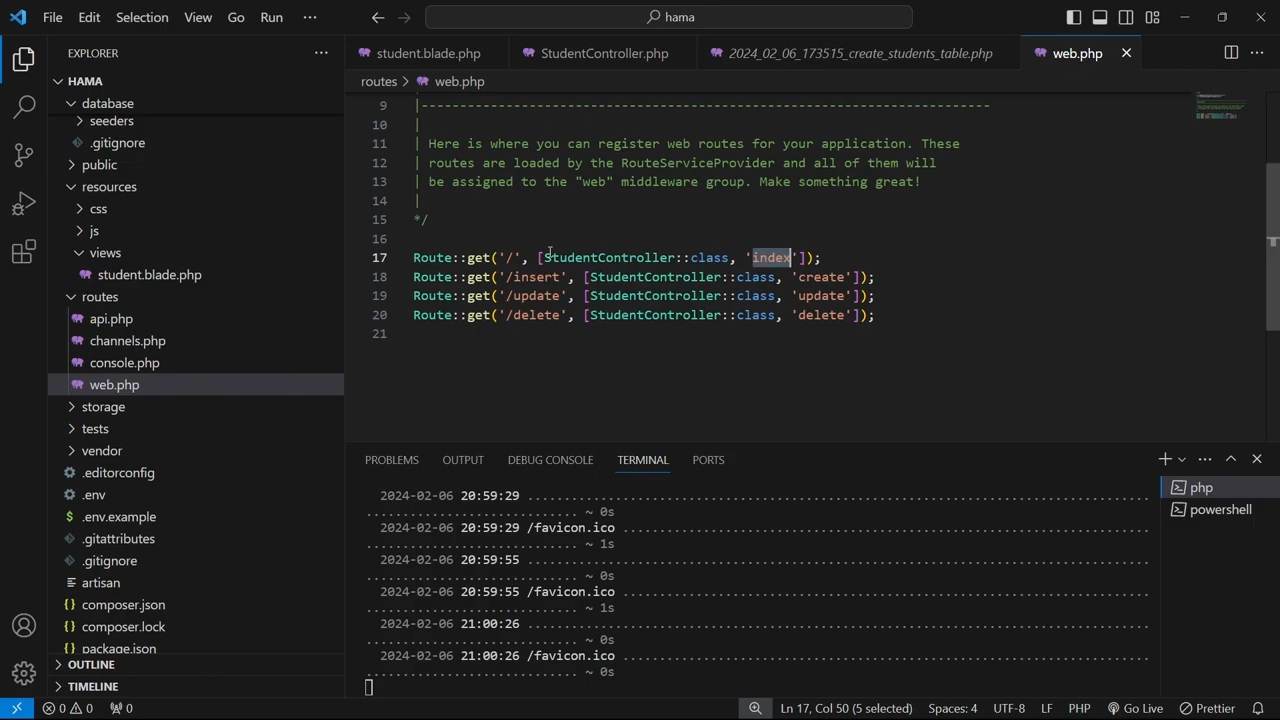 File Edit Selection View Go Run ··· hama
EXPLORER ···
HAMA
database
seeders
.gitignore
public
resources
css
js
views
student.blade.php
routes
api.php
channels.php
console.php
web.php
storage
tests
vendor
.editorconfig
.env
.env.example
.gitattributes
.gitignore
artisan
composer.json
composer.lock
package.json
OUTLINE
TIMELINE
student.blade.php StudentController.php 2024_02_06_173515_create_students_table.php web.php
routes > web.php
9 |--------------------------------------------------------------------------
10 |
11 | Here is where you can register web routes for your application. These
12 | routes are loaded by the RouteServiceProvider and all of them will
13 | be assigned to the "web" middleware group. Make something great!
14 |
15 */
16
17 Route::get('/', [StudentController::class, 'index']);
18 Route::get('/insert', [StudentController::class, 'create']);
19 Route::get('/update', [StudentController::class, 'update']);
20 Route::get('/delete', [StudentController::class, 'delete']);
21
PROBLEMS OUTPUT DEBUG CONSOLE TERMINAL PORTS
2024-02-06 20:59:29 ..............................................................................
............................ ~ 0s
2024-02-06 20:59:29 /favicon.ico .................................................................
............................ ~ 1s
2024-02-06 20:59:55 ..............................................................................
............................ ~ 0s
2024-02-06 20:59:55 /favicon.ico .................................................................
............................ ~ 1s
2024-02-06 21:00:26 ..............................................................................
............................ ~ 0s
2024-02-06 21:00:26 /favicon.ico .................................................................
............................ ~ 0s
php
powershell
0 0 0 Ln 17, Col 50 (5 selected) Spaces: 4 UTF-8 LF PHP Go Live Prettier